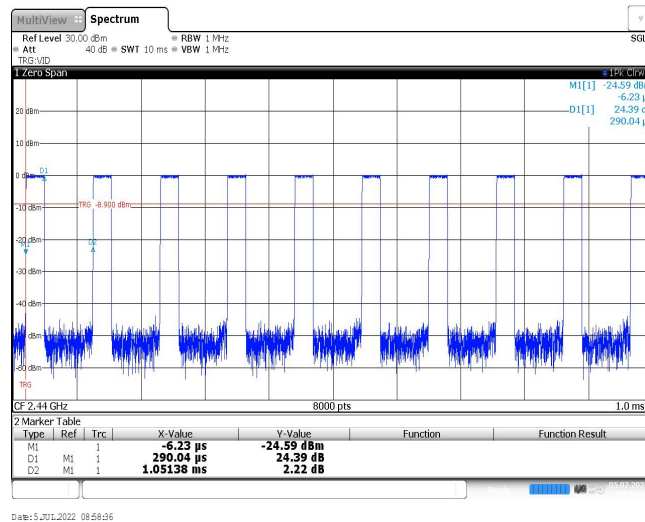 MultiView Spectrum
Ref Level 30.00 dBm RBW 1 MHz SGL
Att 40 dB SWT 10 ms VBW 1 MHz
TRG:VID
1 Zero Span 1Pk Clrw
M1[1] -24.59 dBm
-6.23 µ
D1[1] 24.39 d
290.04 µ
20 dBm
10 dBm
0 dBm D1
TRG -8.900 dBm
-10 dBm
-20 dBm M1 D2
-30 dBm
-40 dBm
dBm
-60 dBm
TRG
CF 2.44 GHz 8000 pts 1.0 ms
2 Marker Table
Type Ref Trc X-Value Y-Value Function Function Result
M1 1 -6.23 µs -24.59 dBm
D1 M1 1 290.04 µs 24.39 dB
D2 M1 1 1.05138 ms 2.22 dB
Date: 5.JUL.2022 08:58:36